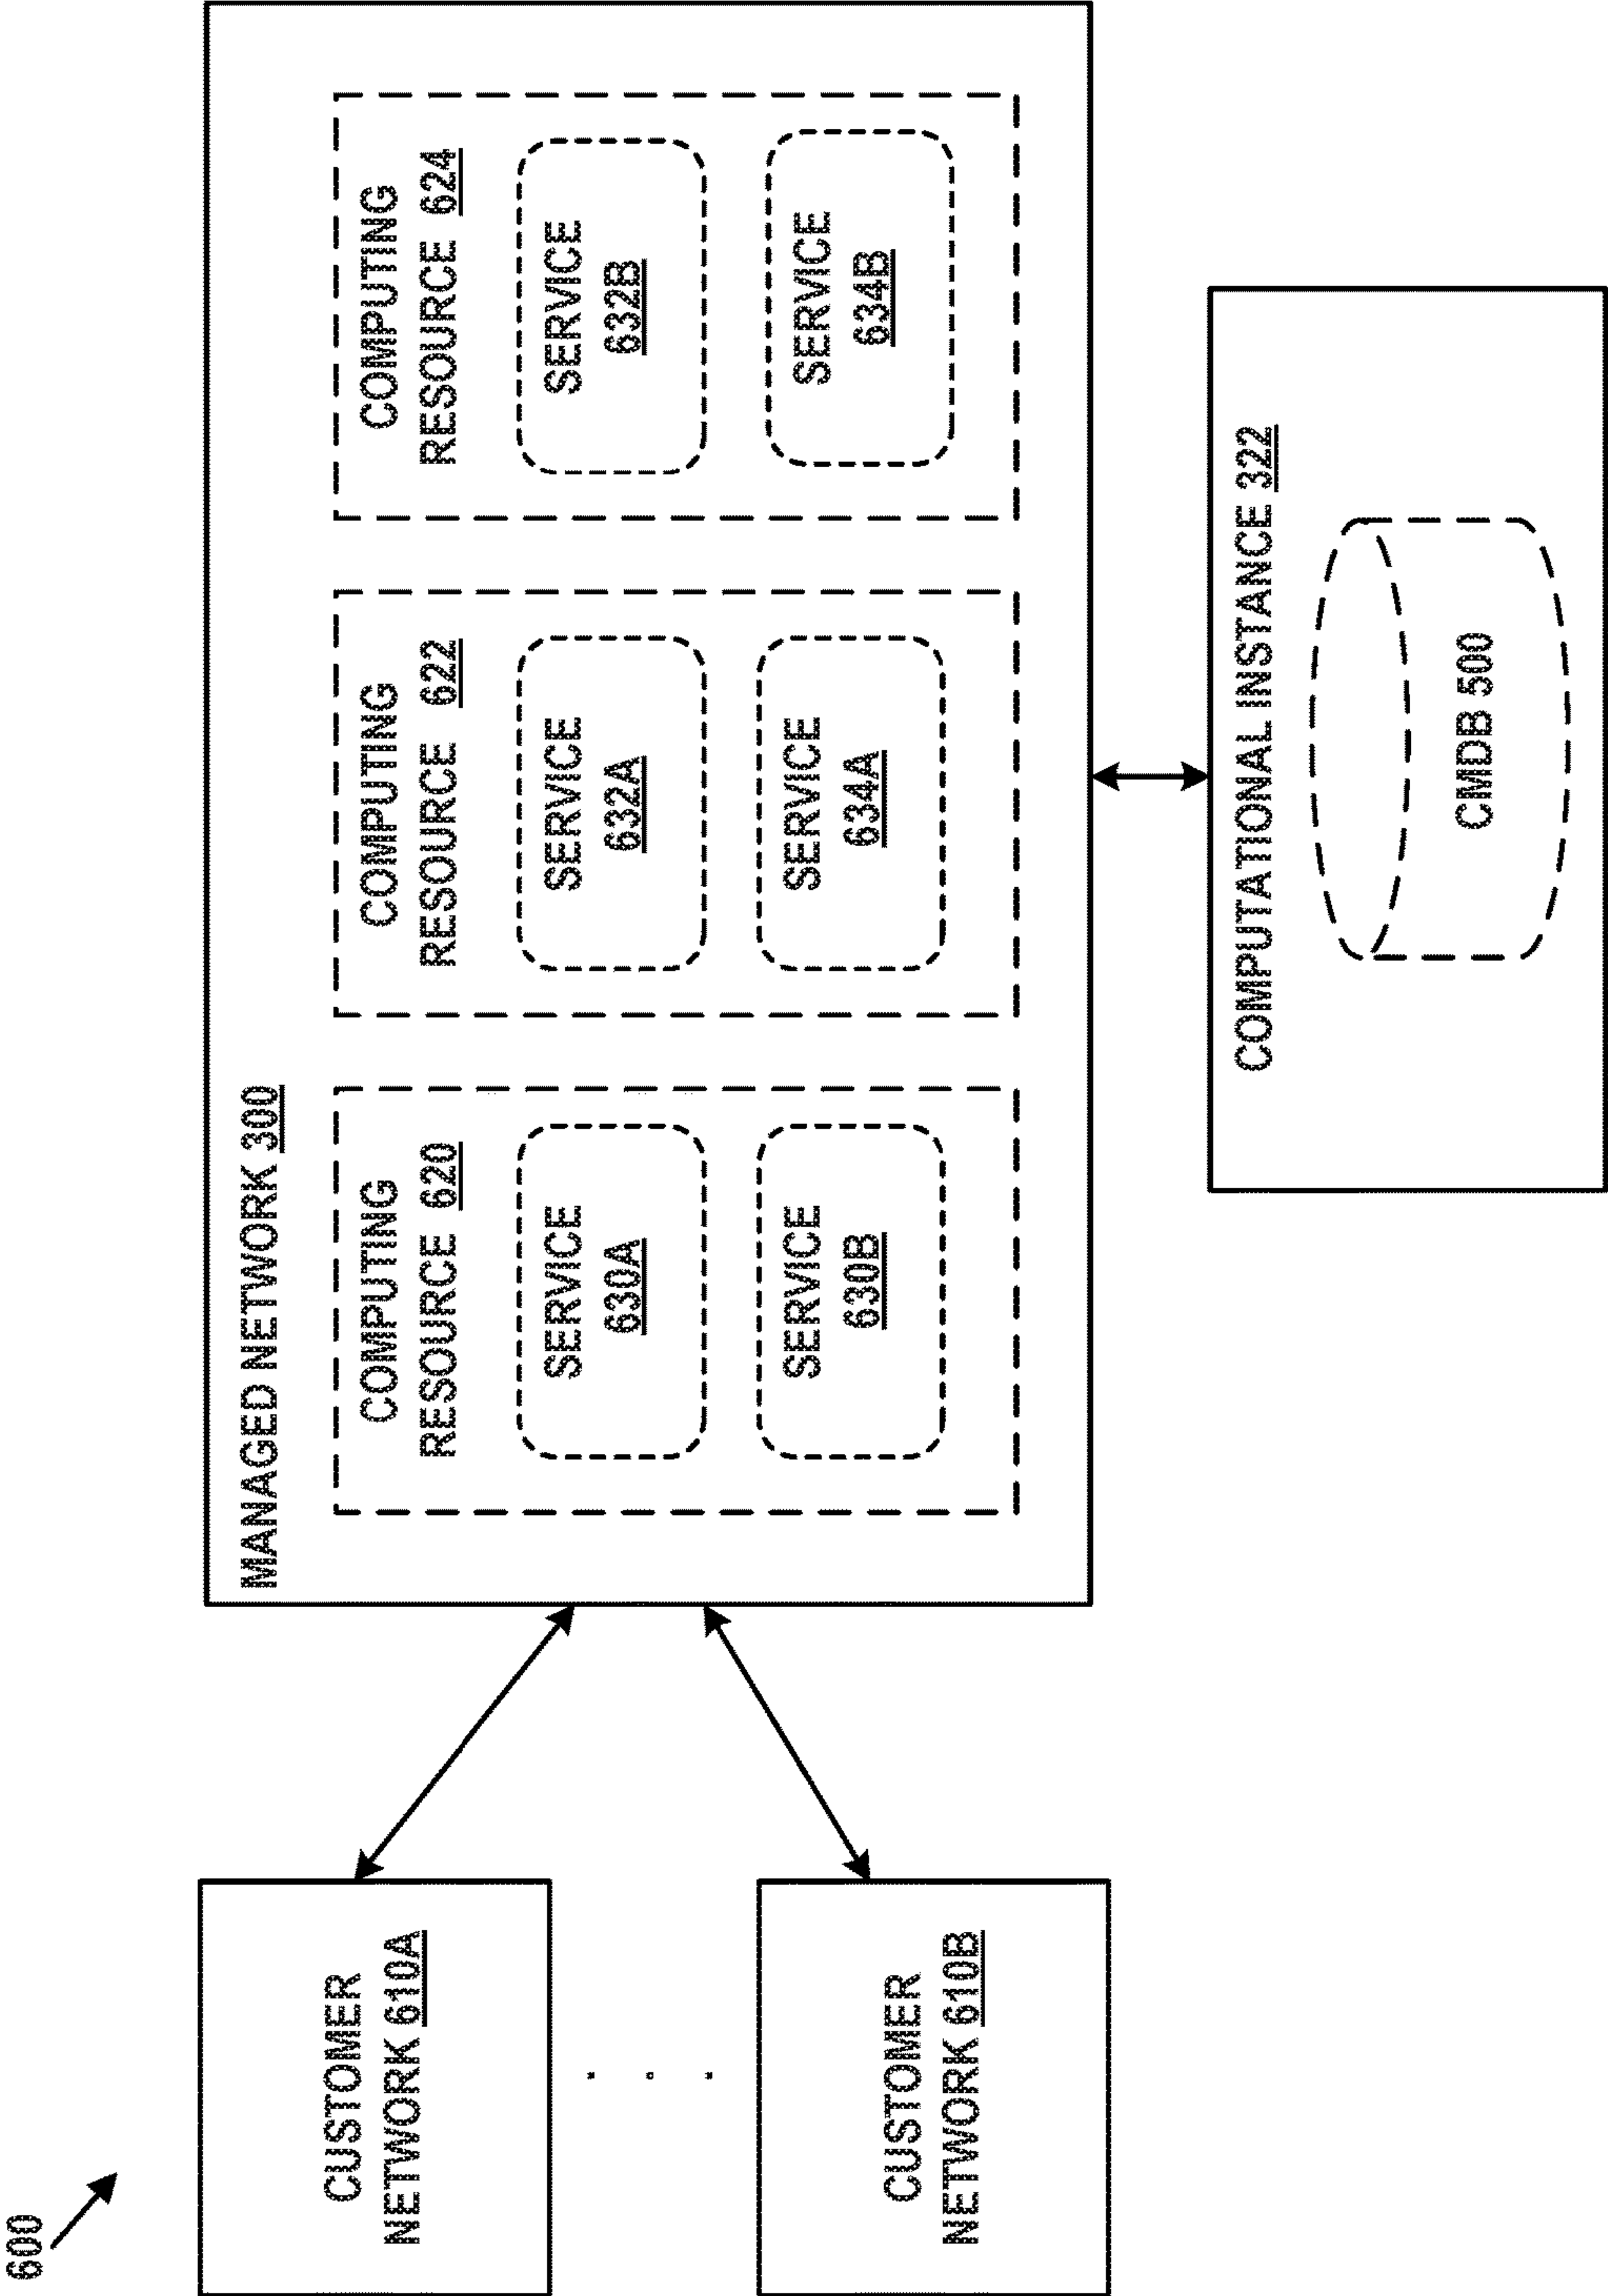 600
CUSTOMER
NETWORK 610A
. . .
CUSTOMER
NETWORK 610B
MANAGED NETWORK 300
COMPUTING
RESOURCE 620
SERVICE
630A
SERVICE
630B
COMPUTING
RESOURCE 622
SERVICE
632A
SERVICE
634A
COMPUTING
RESOURCE 624
SERVICE
632B
SERVICE
634B
COMPUTATIONAL INSTANCE 322
CMDB 500